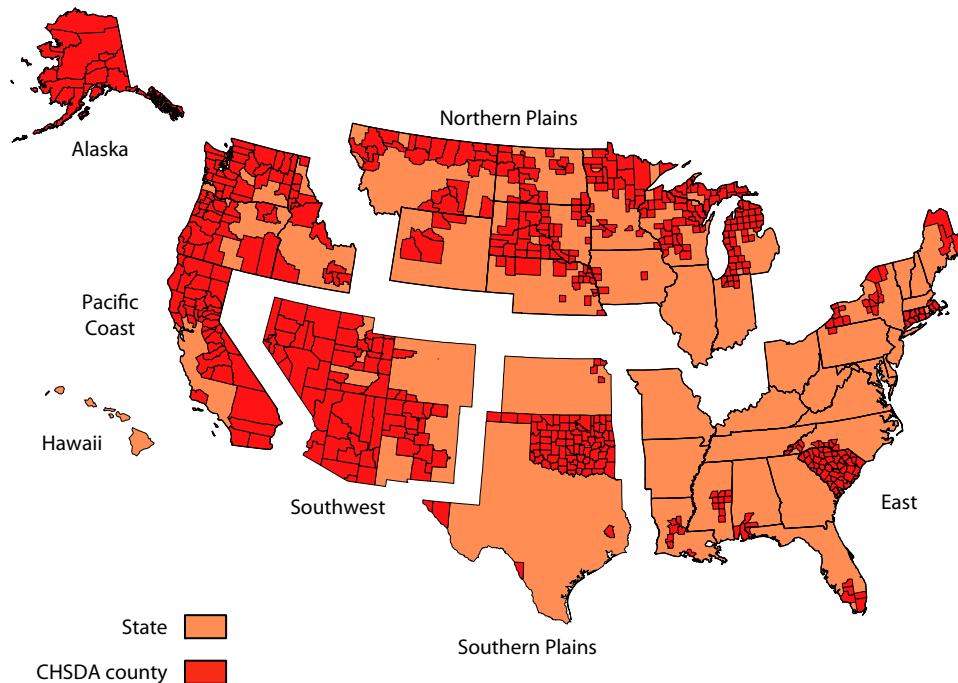 Northern Plains
Alaska
Pacific
Coast
Hawaii
Southwest
East
State
Southern Plains
CHSDA county